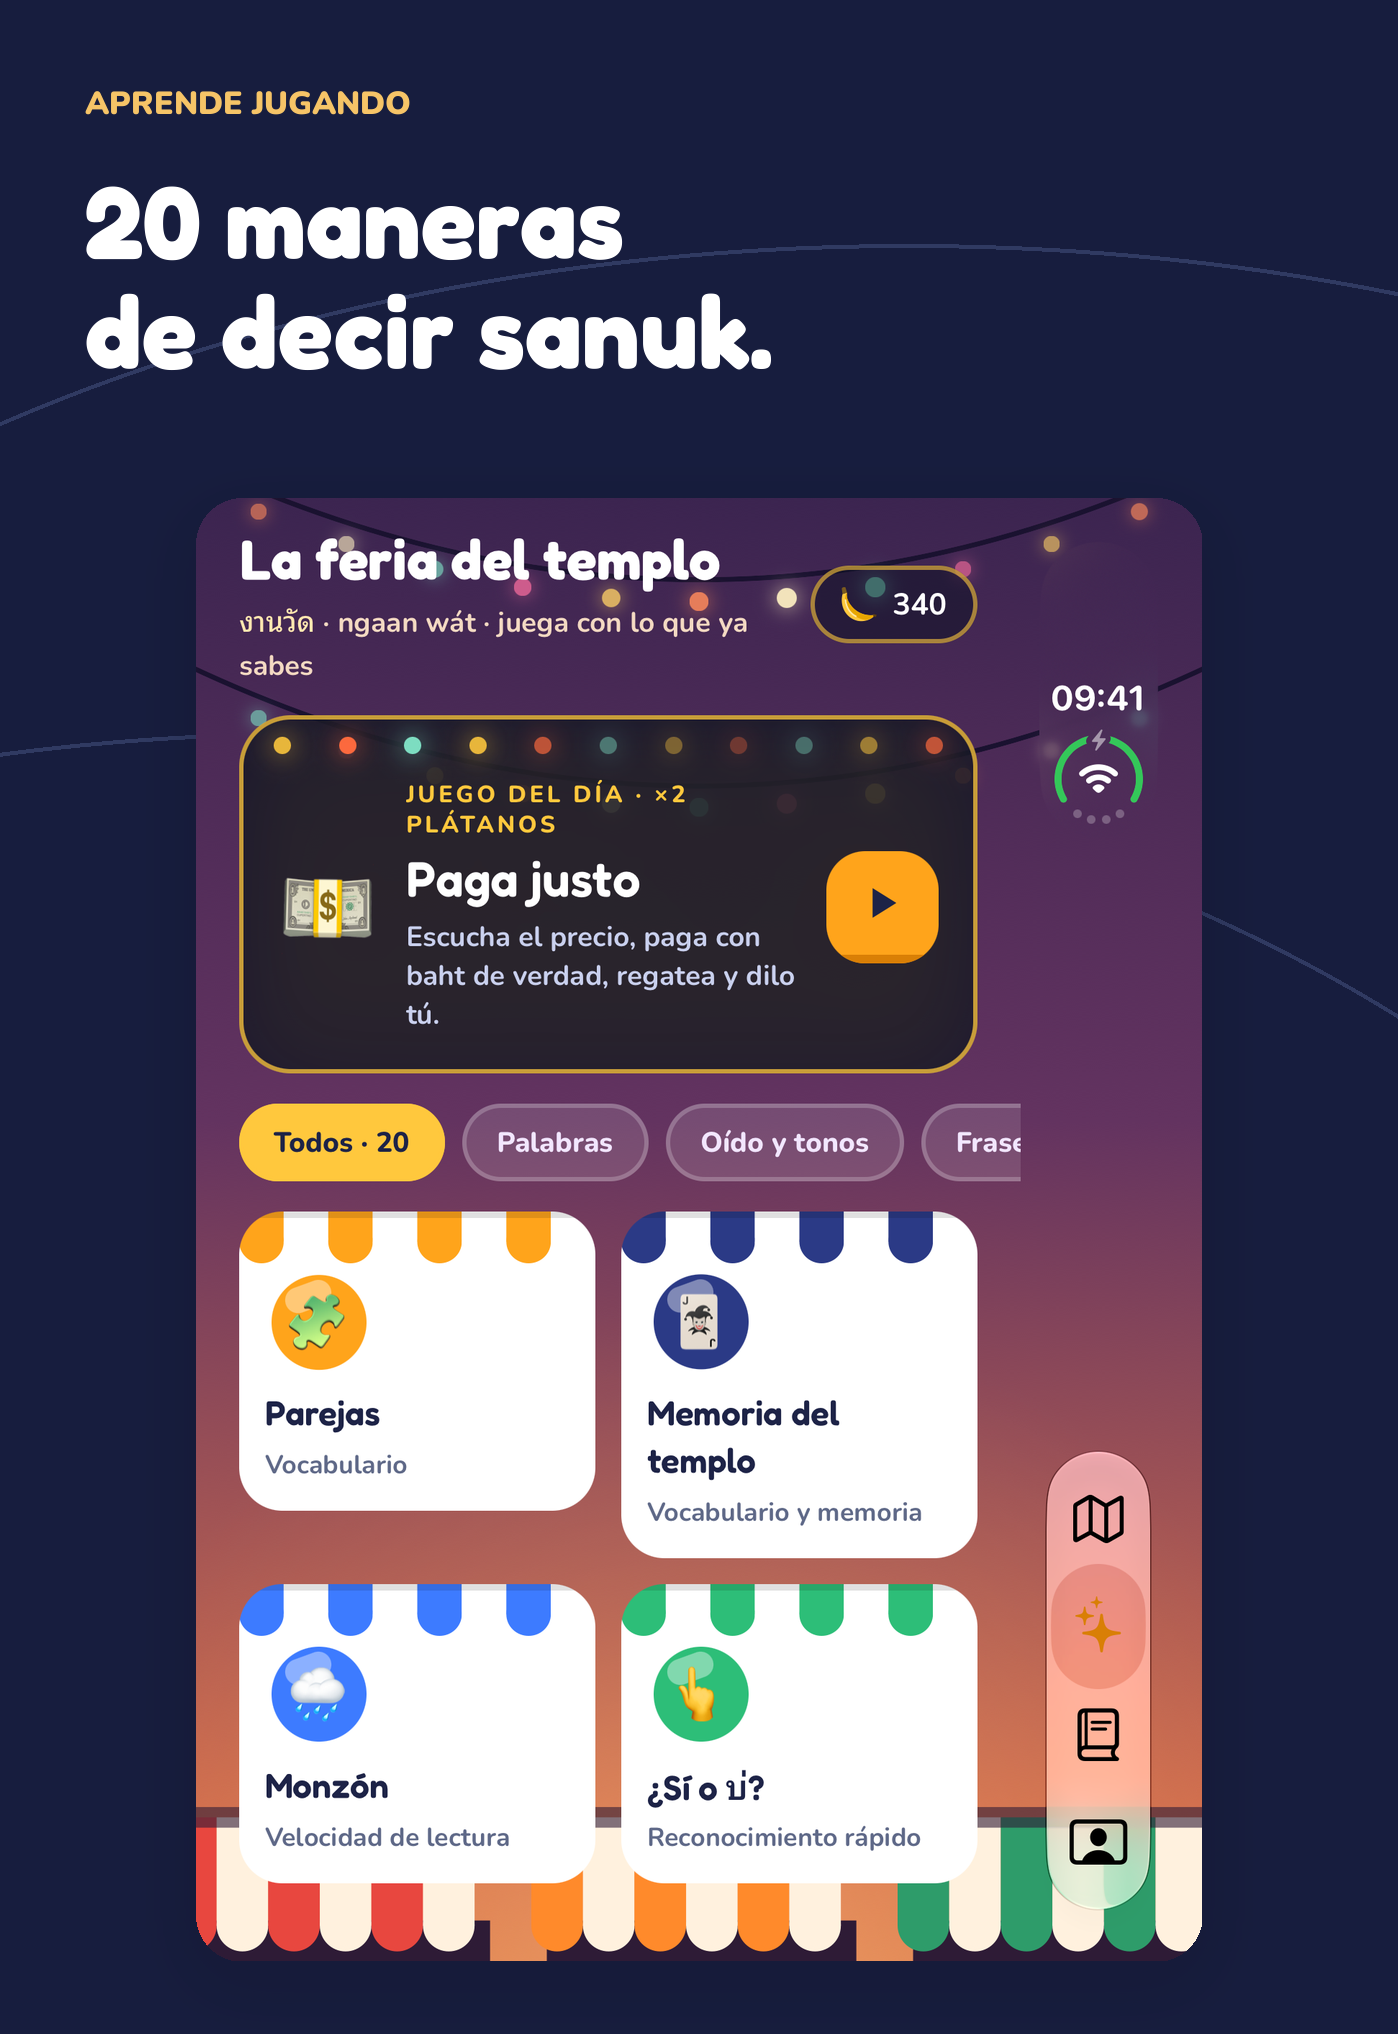 APRENDE JUGANDO
20 maneras
de decir sanuk.
La feria del templo
งานวัด · ngaan wát · juega con lo que ya
sabes
340
09:41
JUEGO DEL DÍA · ×2
PLÁTANOS
Paga justo
Escucha el precio, paga con
baht de verdad, regatea y dilo
tú.
Todos · 20
Palabras
Oído y tonos
Frase
Parejas
Vocabulario
Memoria del
templo
Vocabulario y memoria
Monzón
Velocidad de lectura
¿Sí o บ่?
Reconocimiento rápido